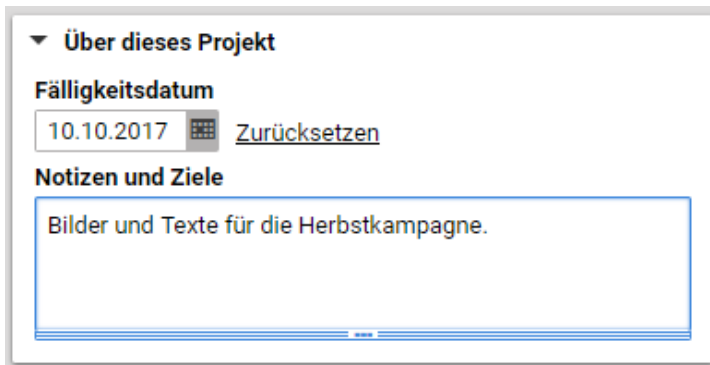 Über dieses Projekt
Fälligkeitsdatum
10.10.2017 Zurücksetzen
Notizen und Ziele
Bilder und Texte für die Herbstkampagne.